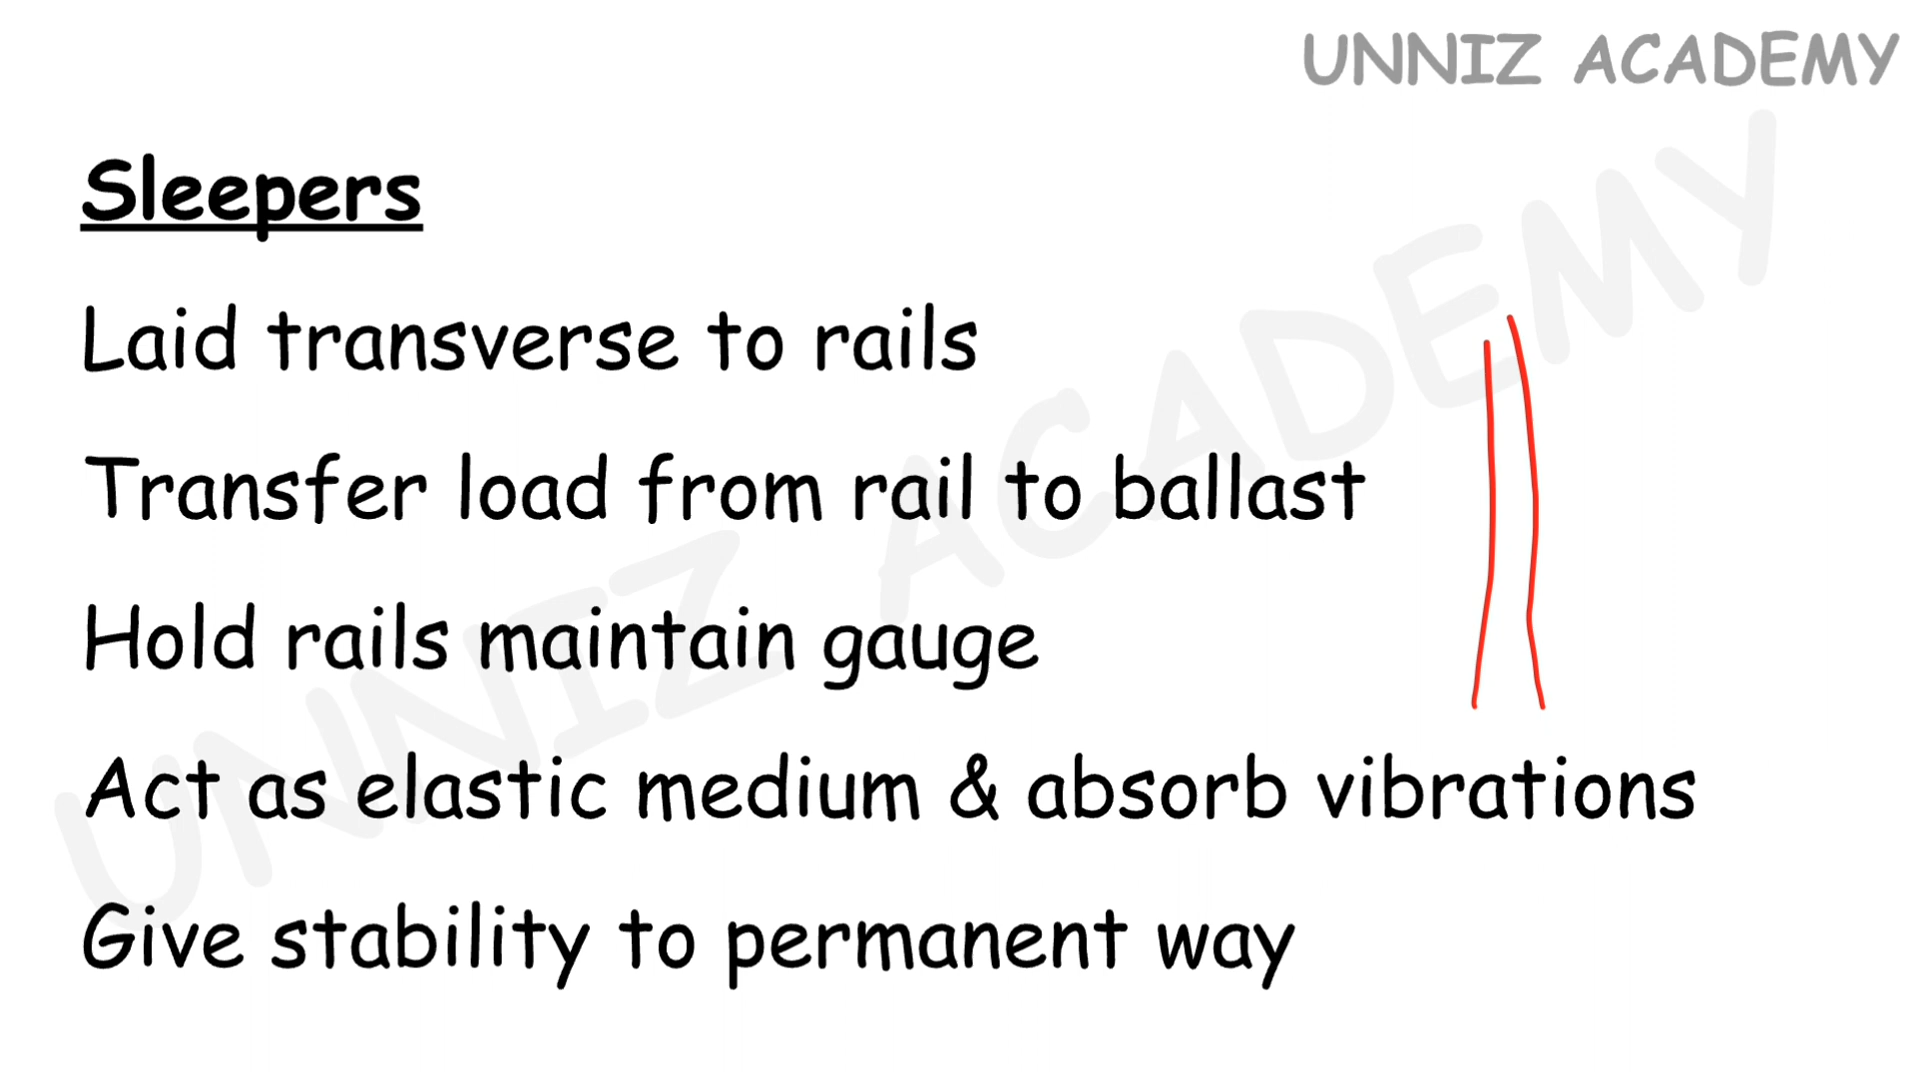 UNNIZ ACADEMY
Sleepers
Laid transverse to rails
Transfer load from rail to ballast
Hold rails maintain gauge
Act as elastic medium & absorb vibrations
Give stability to permanent way
UNNIZ ACADEMY